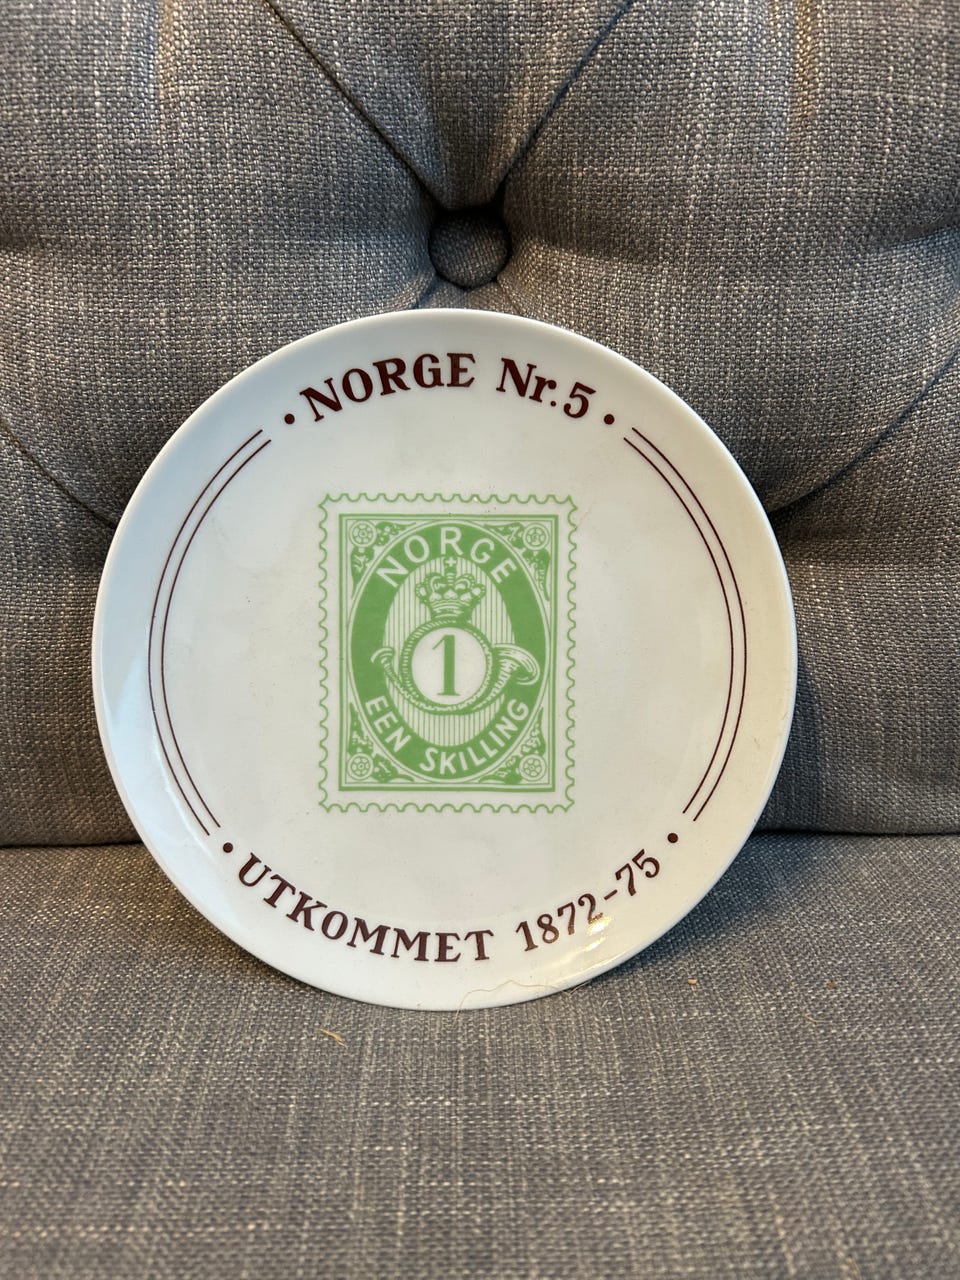 • NORGE Nr.5 •
NORGE
1
EEN SKILLING
• UTKOMMET 1872-75 •